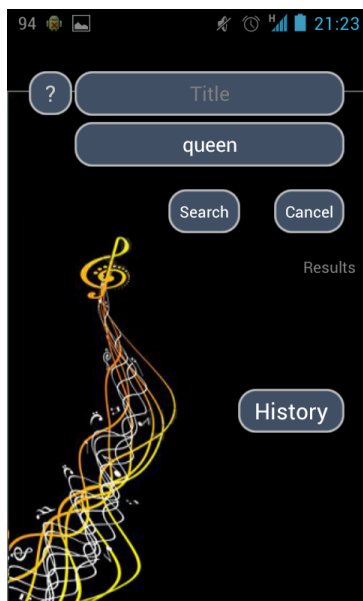 94 H 21:23
? Title
queen
Search Cancel
Results
History